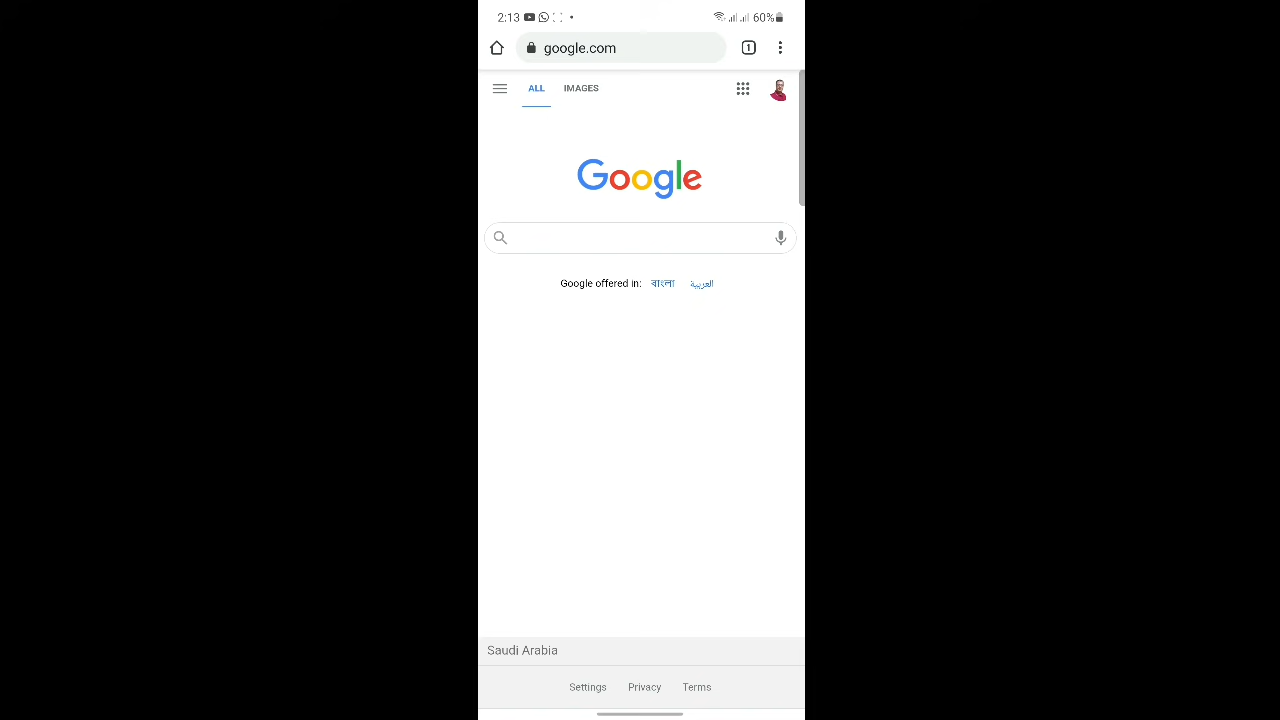 2:13 60%
google.com 1
ALL IMAGES
Google
Google offered in: বাংলা العربية
Saudi Arabia
Settings Privacy Terms